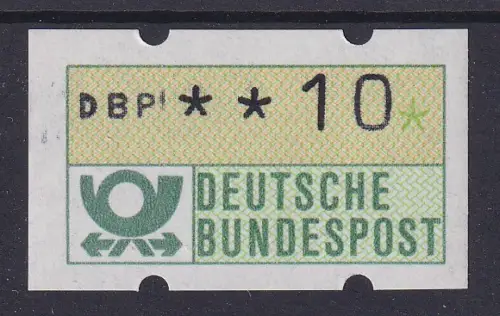 DBP * * 10 *
DEUTSCHE
BUNDESPOST